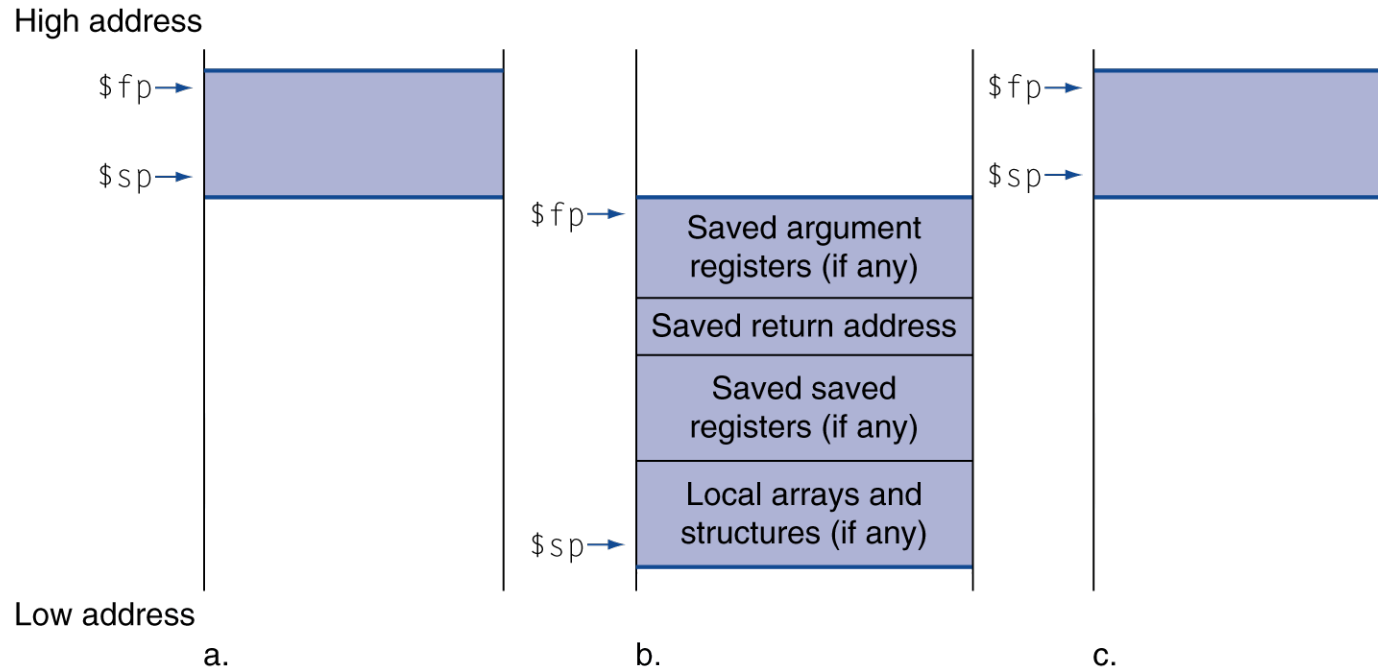 High address
$fp
$sp
$fp
Saved argument
registers (if any)
Saved return address
Saved saved
registers (if any)
Local arrays and
structures (if any)
$sp
$fp
$sp
Low address
a.
b.
c.